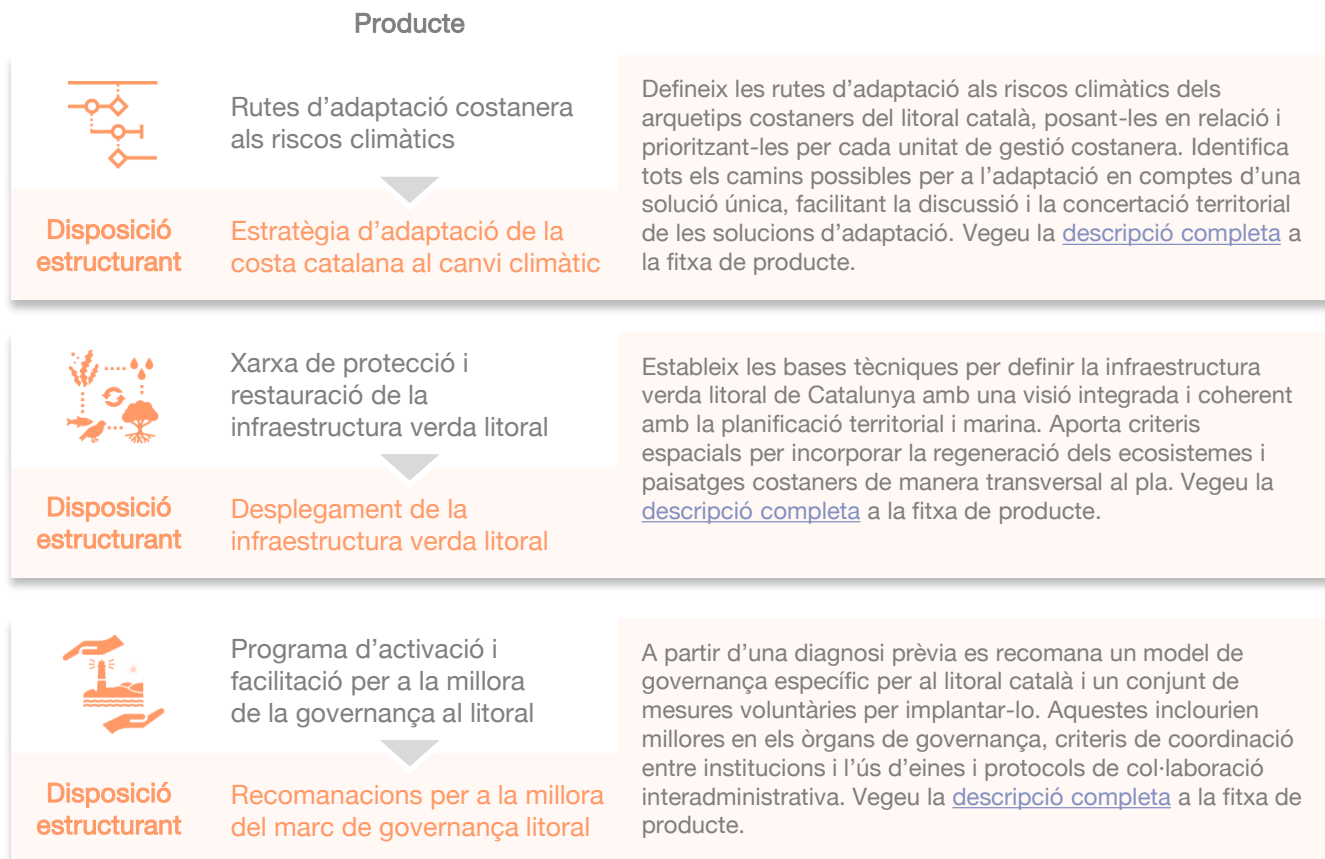 Producte
Rutes d’adaptació costanera
als riscos climàtics
Disposició
estructurant
Estratègia d’adaptació de la
costa catalana al canvi climàtic
Defineix les rutes d’adaptació als riscos climàtics dels
arquetips costaners del litoral català, posant-les en relació i
prioritzant-les per cada unitat de gestió costanera. Identifica
tots els camins possibles per a l’adaptació en comptes d’una
solució única, facilitant la discussió i la concertació territorial
de les solucions d’adaptació. Vegeu la descripció completa a
la fitxa de producte.
Xarxa de protecció i
restauració de la
infraestructura verda litoral
Disposició
estructurant
Desplegament de la
infraestructura verda litoral
Estableix les bases tècniques per definir la infraestructura
verda litoral de Catalunya amb una visió integrada i coherent
amb la planificació territorial i marina. Aporta criteris
espacials per incorporar la regeneració dels ecosistemes i
paisatges costaners de manera transversal al pla. Vegeu la
descripció completa a la fitxa de producte.
Programa d’activació i
facilitació per a la millora
de la governança al litoral
Disposició
estructurant
Recomanacions per a la millora
del marc de governança litoral
A partir d’una diagnosi prèvia es recomana un model de
governança específic per al litoral català i un conjunt de
mesures voluntàries per implantar-lo. Aquestes inclourien
millores en els òrgans de governança, criteris de coordinació
entre institucions i l’ús d’eines i protocols de col·laboració
interadministrativa. Vegeu la descripció completa a la fitxa de
producte.